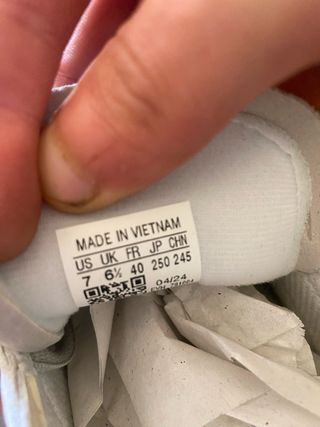 MADE IN VIETNAM
US UK FR JP CHN
7 6½ 40 250 245
04/24